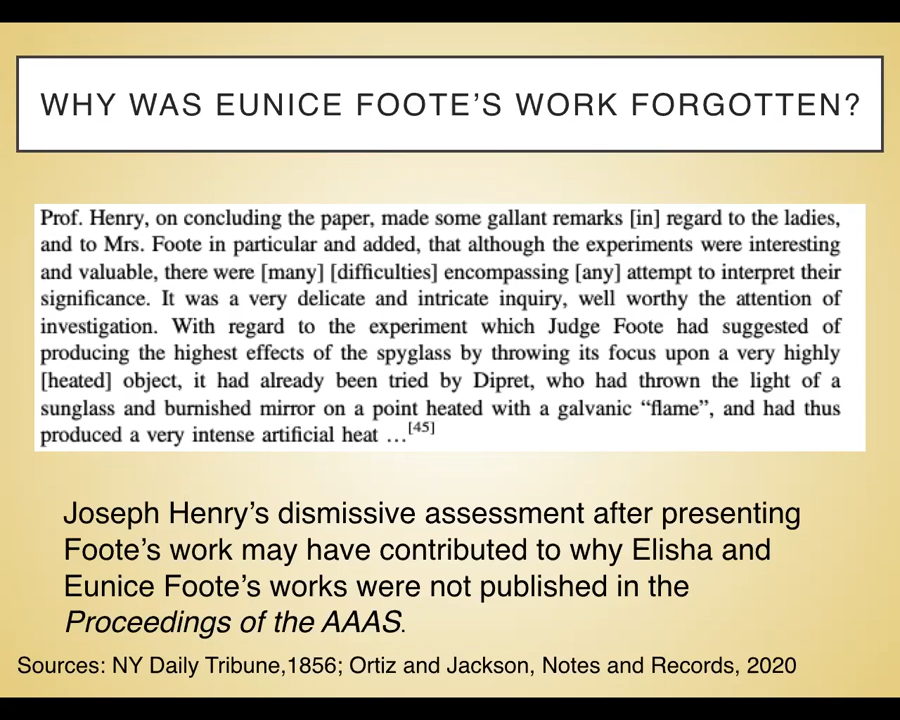 WHY WAS EUNICE FOOTE’S WORK FORGOTTEN?
Prof. Henry, on concluding the paper, made some gallant remarks [in] regard to the ladies,
and to Mrs. Foote in particular and added, that although the experiments were interesting
and valuable, there were [many] [difficulties] encompassing [any] attempt to interpret their
significance. It was a very delicate and intricate inquiry, well worthy the attention of
investigation. With regard to the experiment which Judge Foote had suggested of
producing the highest effects of the spyglass by throwing its focus upon a very highly
[heated] object, it had already been tried by Dipret, who had thrown the light of a
sunglass and burnished mirror on a point heated with a galvanic “flame”, and had thus
produced a very intense artificial heat …[45]
Joseph Henry’s dismissive assessment after presenting
Foote’s work may have contributed to why Elisha and
Eunice Foote’s works were not published in the
Proceedings of the AAAS.
Sources: NY Daily Tribune,1856; Ortiz and Jackson, Notes and Records, 2020